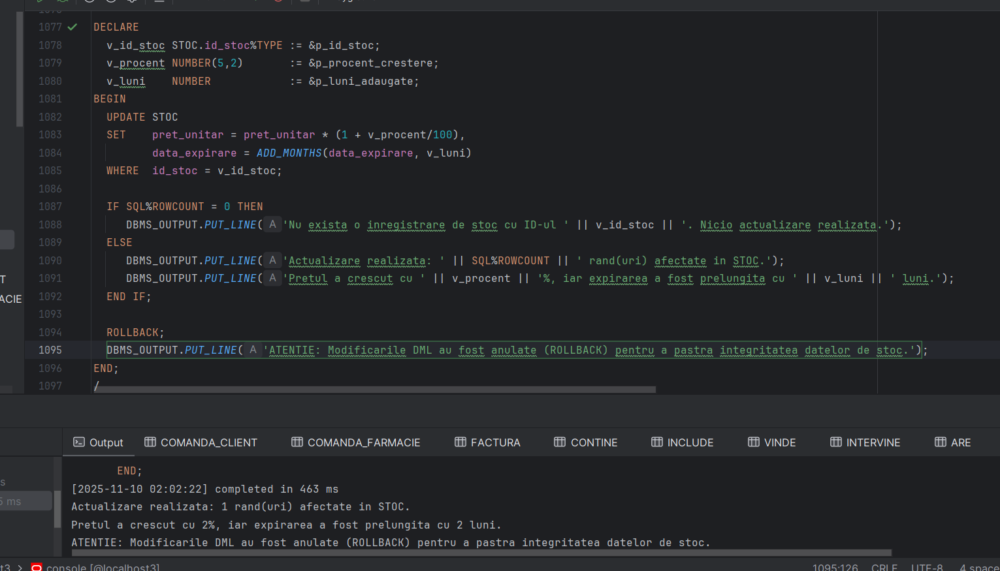 1077 DECLARE
1078 v_id_stoc STOC.id_stoc%TYPE := &p_id_stoc;
1079 v_procent NUMBER(5,2) := &p_procent_crestere;
1080 v_luni NUMBER := &p_luni_adaugate;
1081 BEGIN
1082 UPDATE STOC
1083 SET pret_unitar = pret_unitar * (1 + v_procent/100),
1084 data_expirare = ADD_MONTHS(data_expirare, v_luni)
1085 WHERE id_stoc = v_id_stoc;
1086
1087 IF SQL%ROWCOUNT = 0 THEN
1088 DBMS_OUTPUT.PUT_LINE( A 'Nu exista o inregistrare de stoc cu ID-ul ' || v_id_stoc || '. Nicio actualizare realizata.');
1089 ELSE
1090 DBMS_OUTPUT.PUT_LINE( A 'Actualizare realizata: ' || SQL%ROWCOUNT || ' rand(uri) afectate in STOC.');
1091 DBMS_OUTPUT.PUT_LINE( A 'Pretul a crescut cu ' || v_procent || '%, iar expirarea a fost prelungita cu ' || v_luni || ' luni.');
1092 END IF;
1093
1094 ROLLBACK;
1095 DBMS_OUTPUT.PUT_LINE( A 'ATENTIE: Modificarile DML au fost anulate (ROLLBACK) pentru a pastra integritatea datelor de stoc.');
1096 END;
1097 /
T
ACIE
Output COMANDA_CLIENT COMANDA_FARMACIE FACTURA CONTINE INCLUDE VINDE INTERVINE ARE
END;
[2025-11-10 02:02:22] completed in 463 ms
Actualizare realizata: 1 rand(uri) afectate in STOC.
Pretul a crescut cu 2%, iar expirarea a fost prelungita cu 2 luni.
ATENTIE: Modificarile DML au fost anulate (ROLLBACK) pentru a pastra integritatea datelor de stoc.
s
ms
t3 > console [@localhost3] 1095:126 CRLF UTF-8 4 space